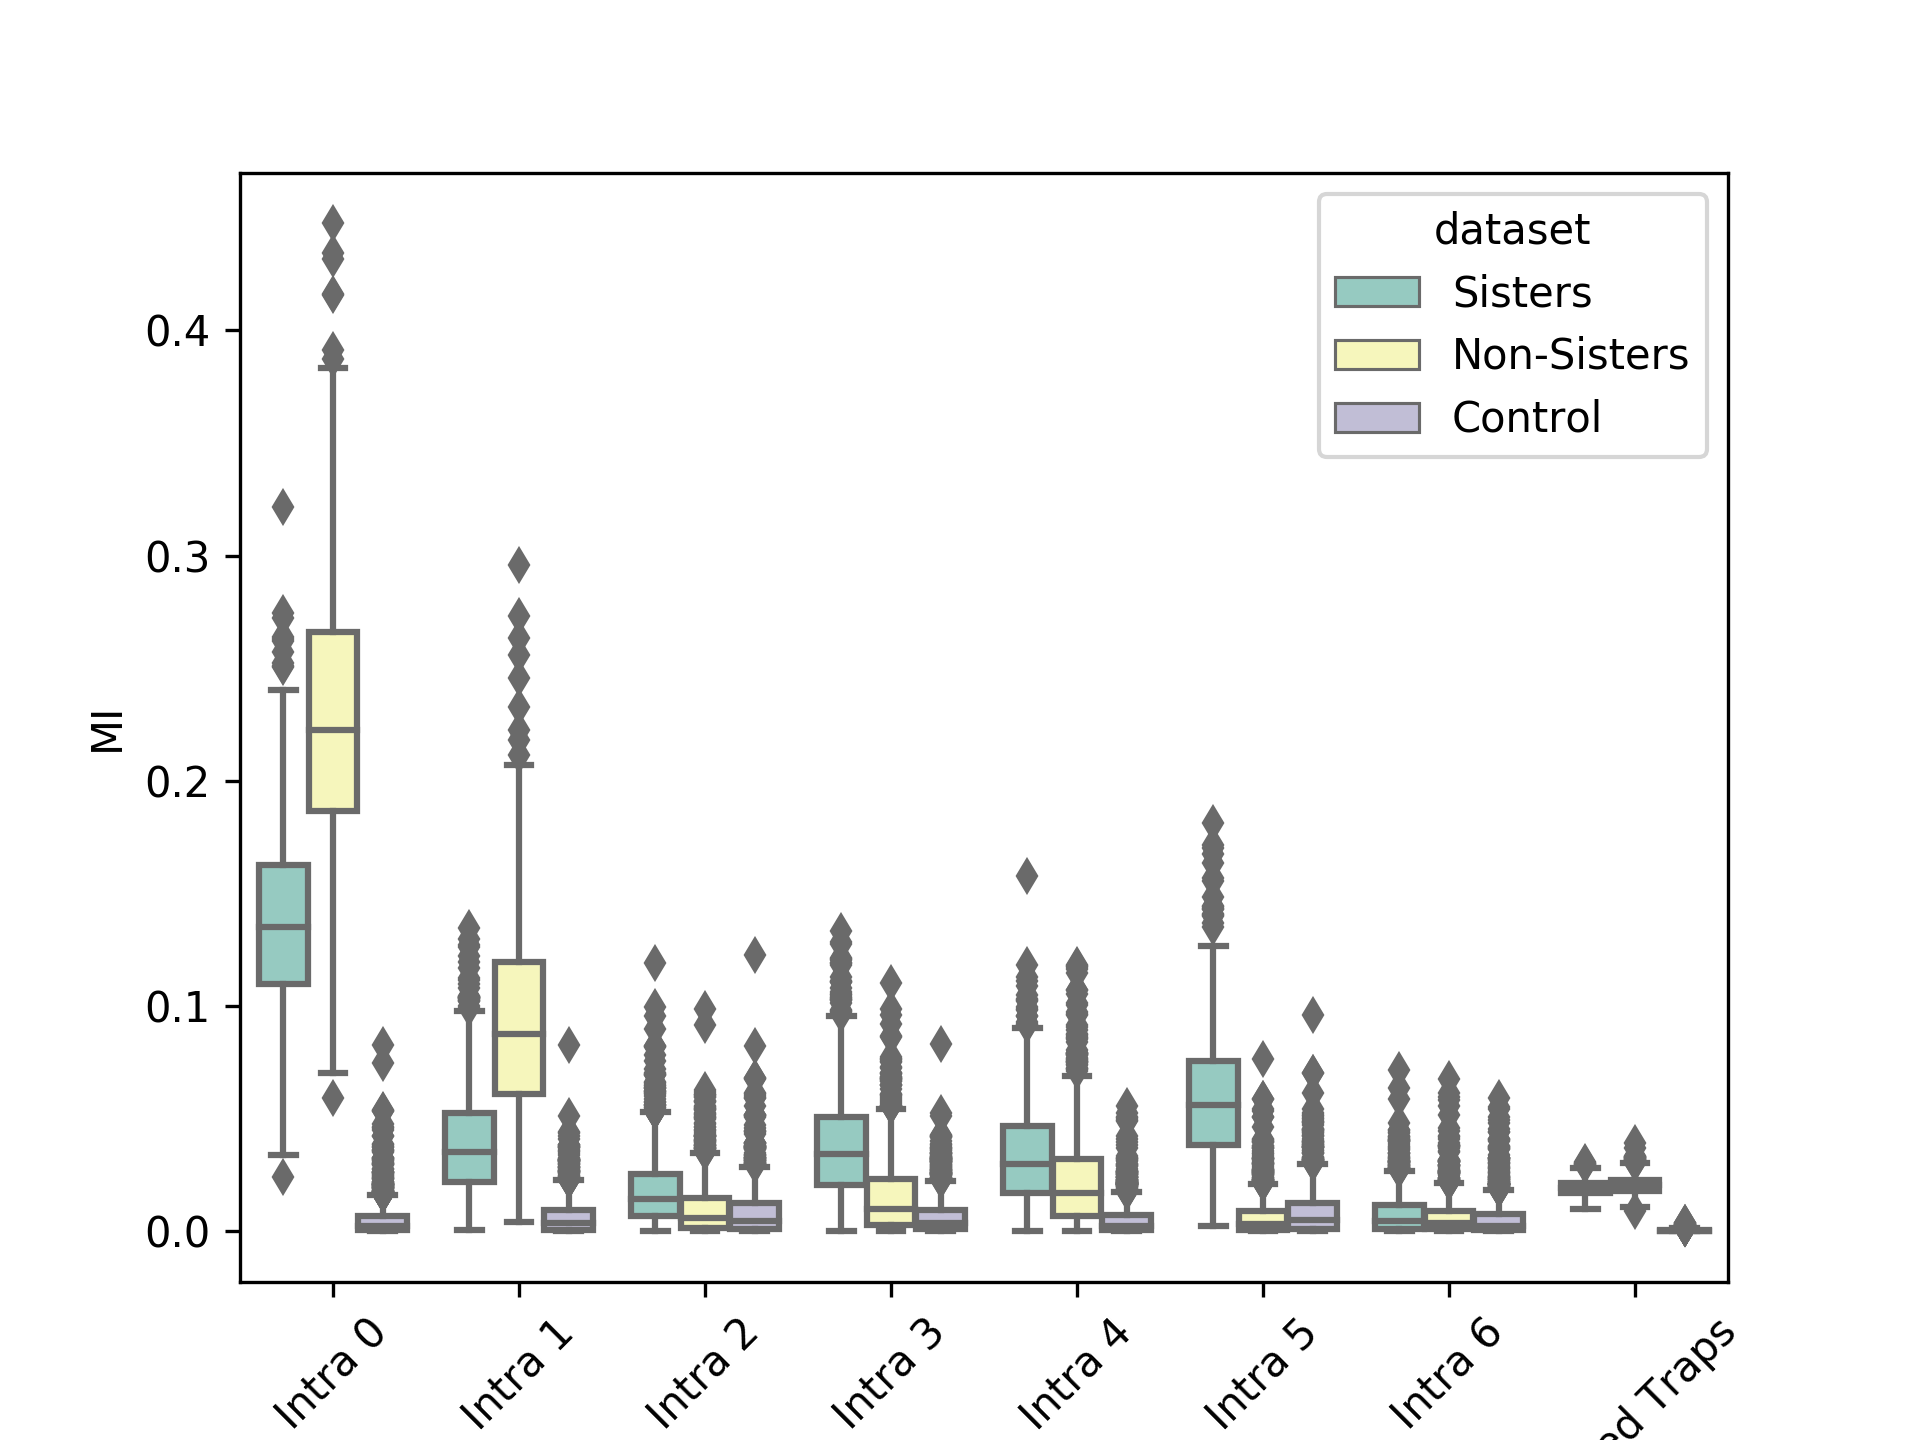 dataset
Sisters
Non-Sisters
Control
MI
0.4
0.3
0.2
0.1
0.0
Intra 0
Intra 1
Intra 2
Intra 3
Intra 4
Intra 5
Intra 6
Traps